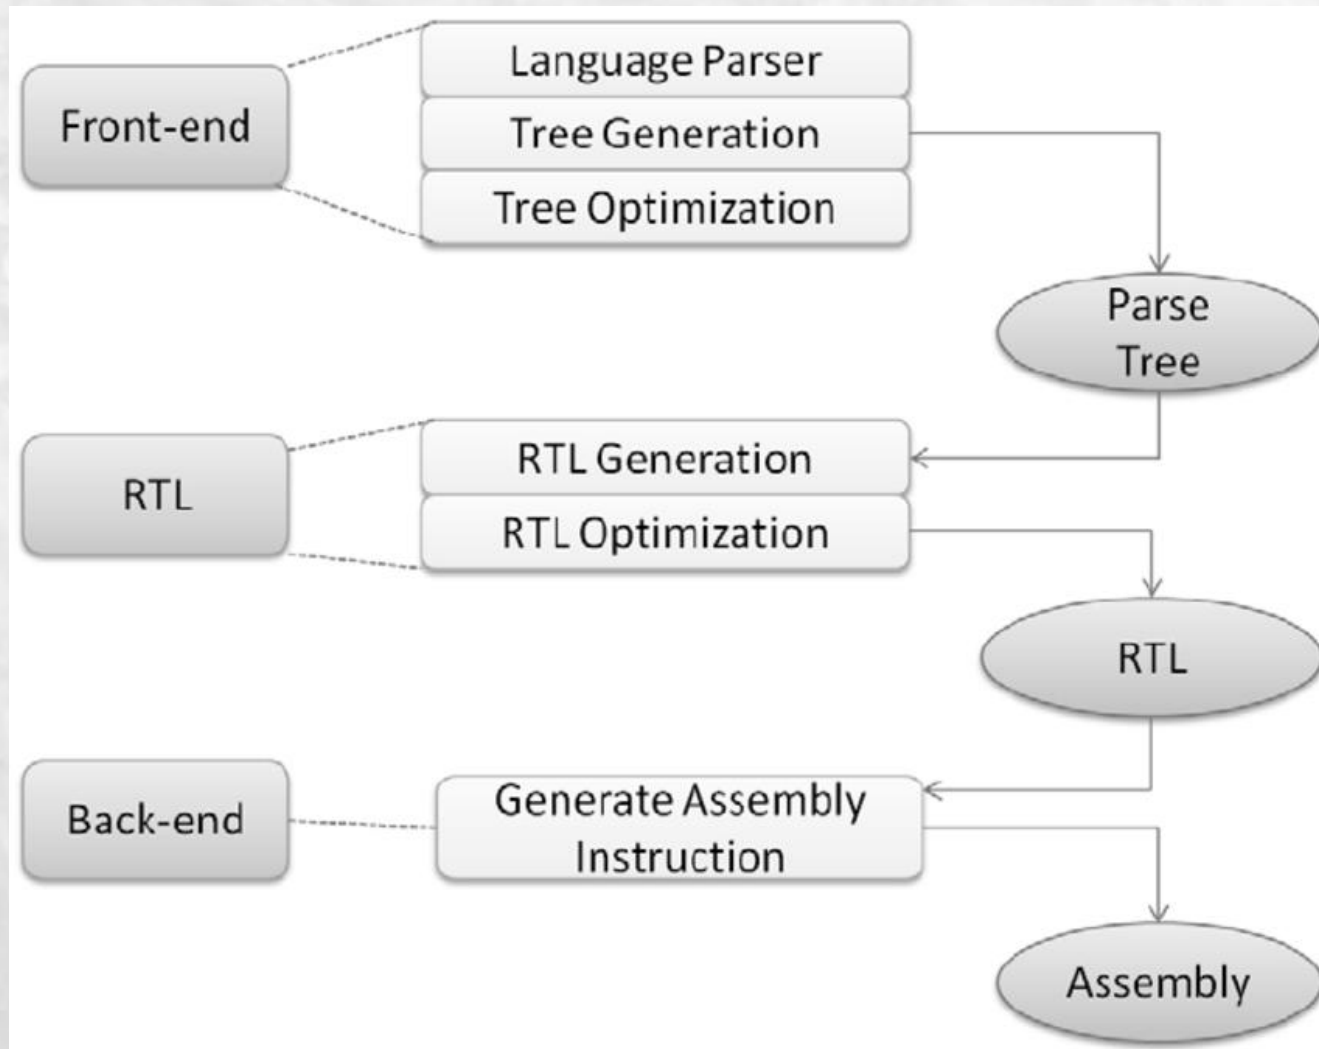 Front-end
Language Parser
Tree Generation
Tree Optimization
Parse
Tree
RTL
RTL Generation
RTL Optimization
RTL
Back-end
Generate Assembly
Instruction
Assembly